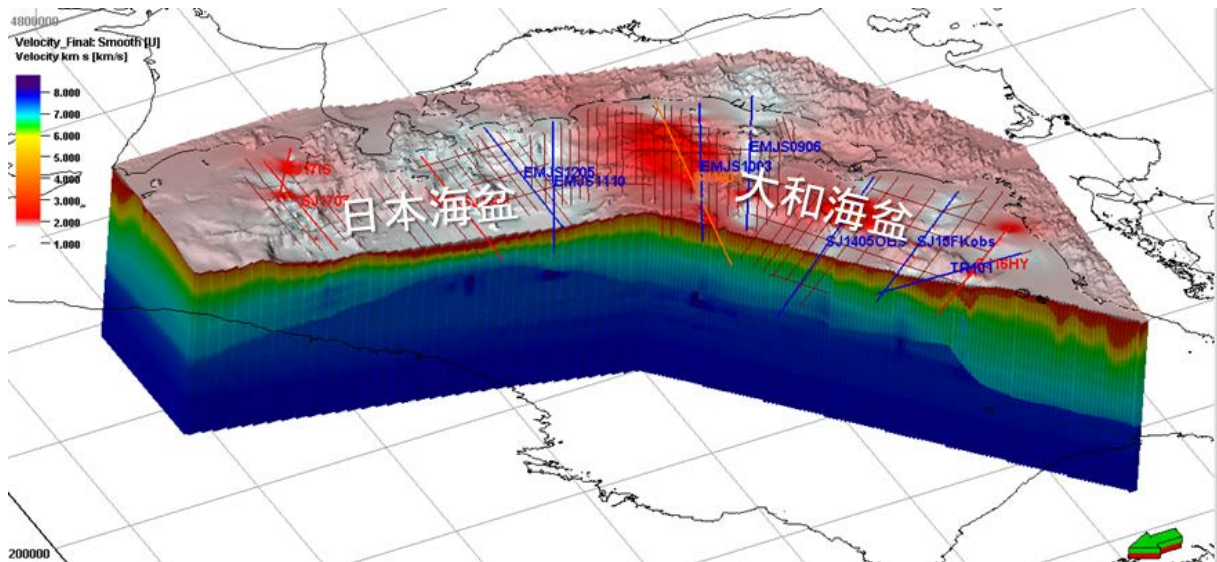 4800000
Velocity_Final: Smooth [U]
Velocity km s [km/s]
8.000
7.000
6.000
5.000
4.000
3.000
2.000
1,000
EMJS0906
EMJS1003
EMJS1205
EMJS1110
日本海盆
大和海盆
SJ15FKobs
200000